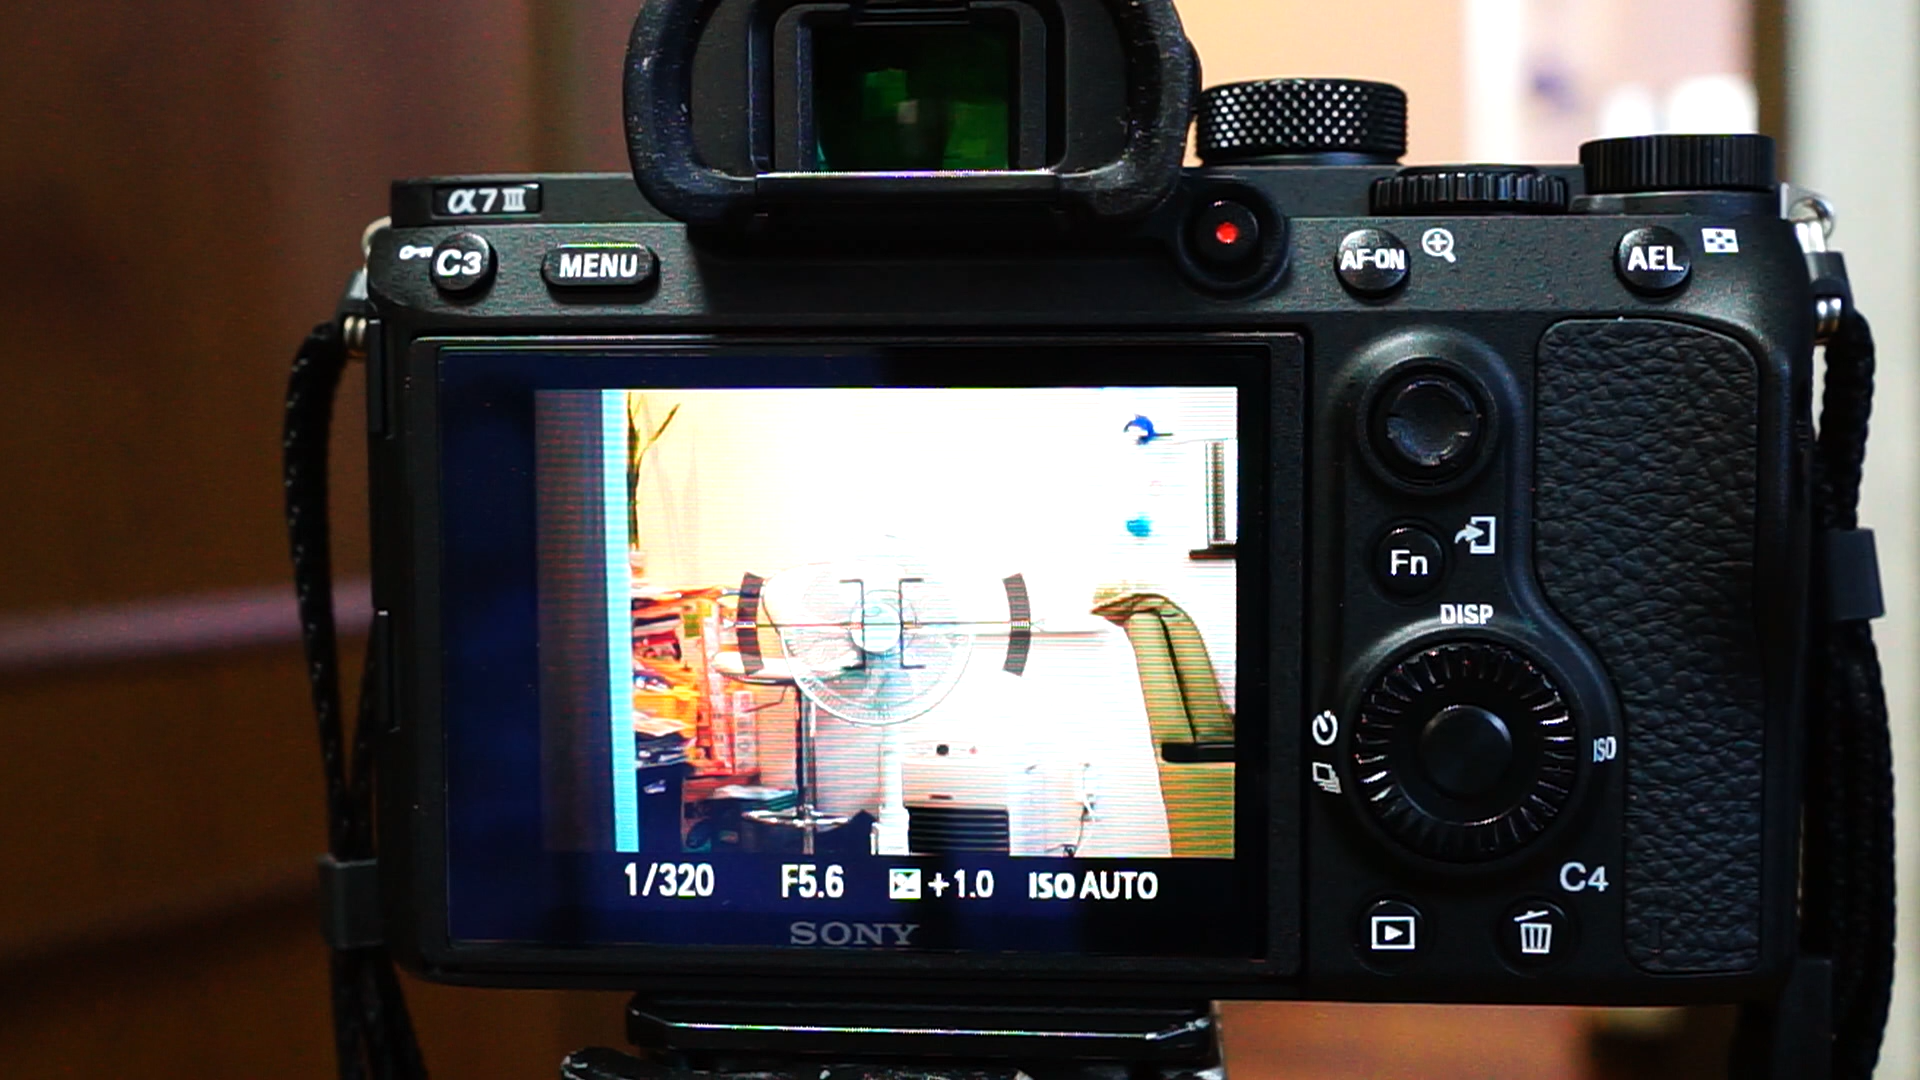 α7III
C3
MENU
AF-ON
AEL
Fn
DISP
ISO
1/320 F5.6 +1.0 ISO AUTO
C4
SONY